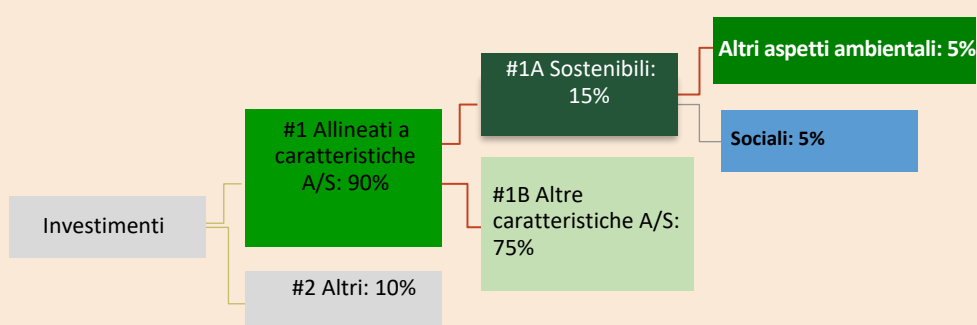 Altri aspetti ambientali: 5%
#1A Sostenibili:
15%
#1 Allineati a
caratteristiche
A/S: 90%
Sociali: 5%
#1B Altre
caratteristiche A/S:
75%
Investimenti
#2 Altri: 10%